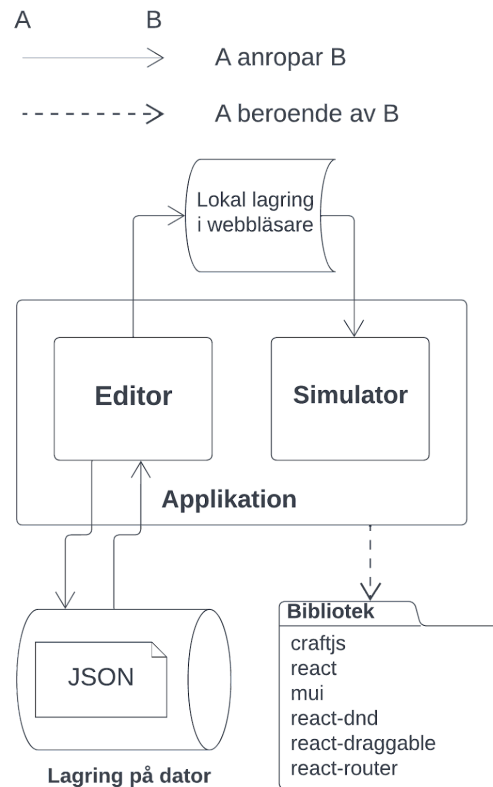 A B
A anropar B
A beroende av B
Lokal lagring
i webbläsare
Editor
Simulator
Applikation
JSON
Lagring på dator
Bibliotek
craftjs
react
mui
react-dnd
react-draggable
react-router